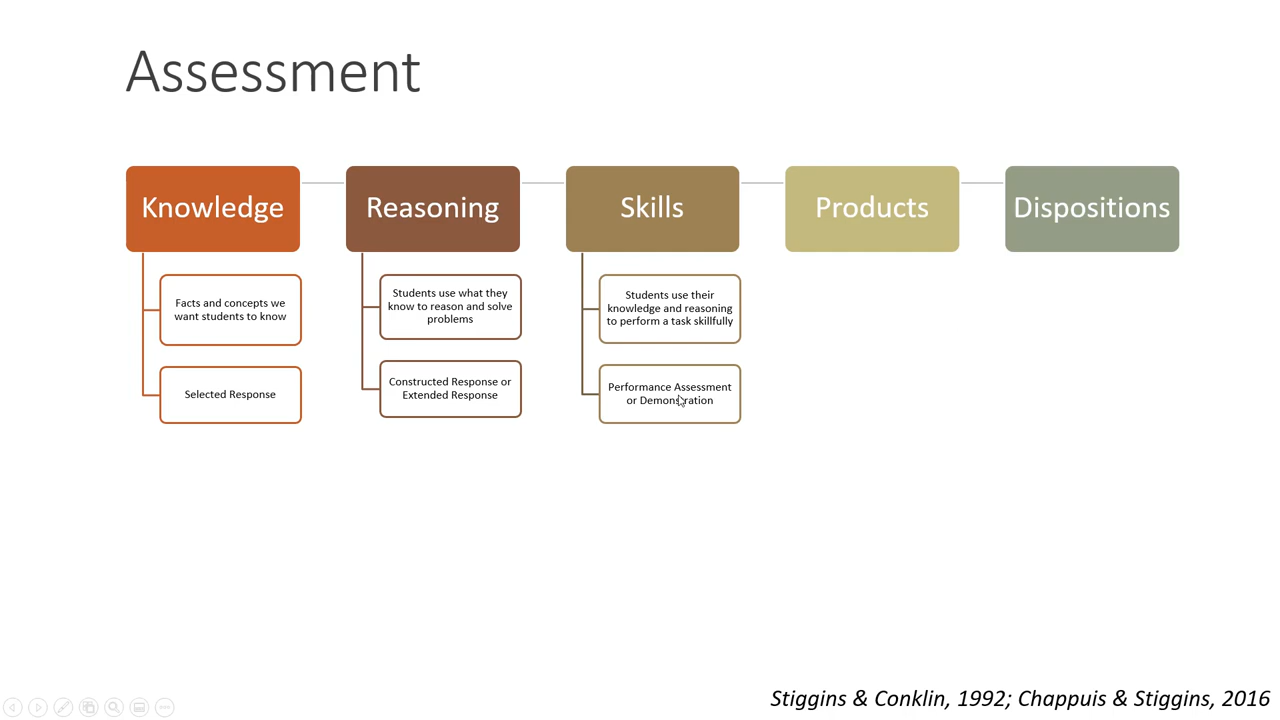 Assessment
Knowledge
Reasoning
Skills
Products
Dispositions
Facts and concepts we
want students to know
Selected Response
Students use what they
know to reason and solve
problems
Constructed Response or
Extended Response
Students use their
knowledge and reasoning
to perform a task skillfully
Performance Assessment
or Demonstration
Stiggins & Conklin, 1992; Chappuis & Stiggins, 2016